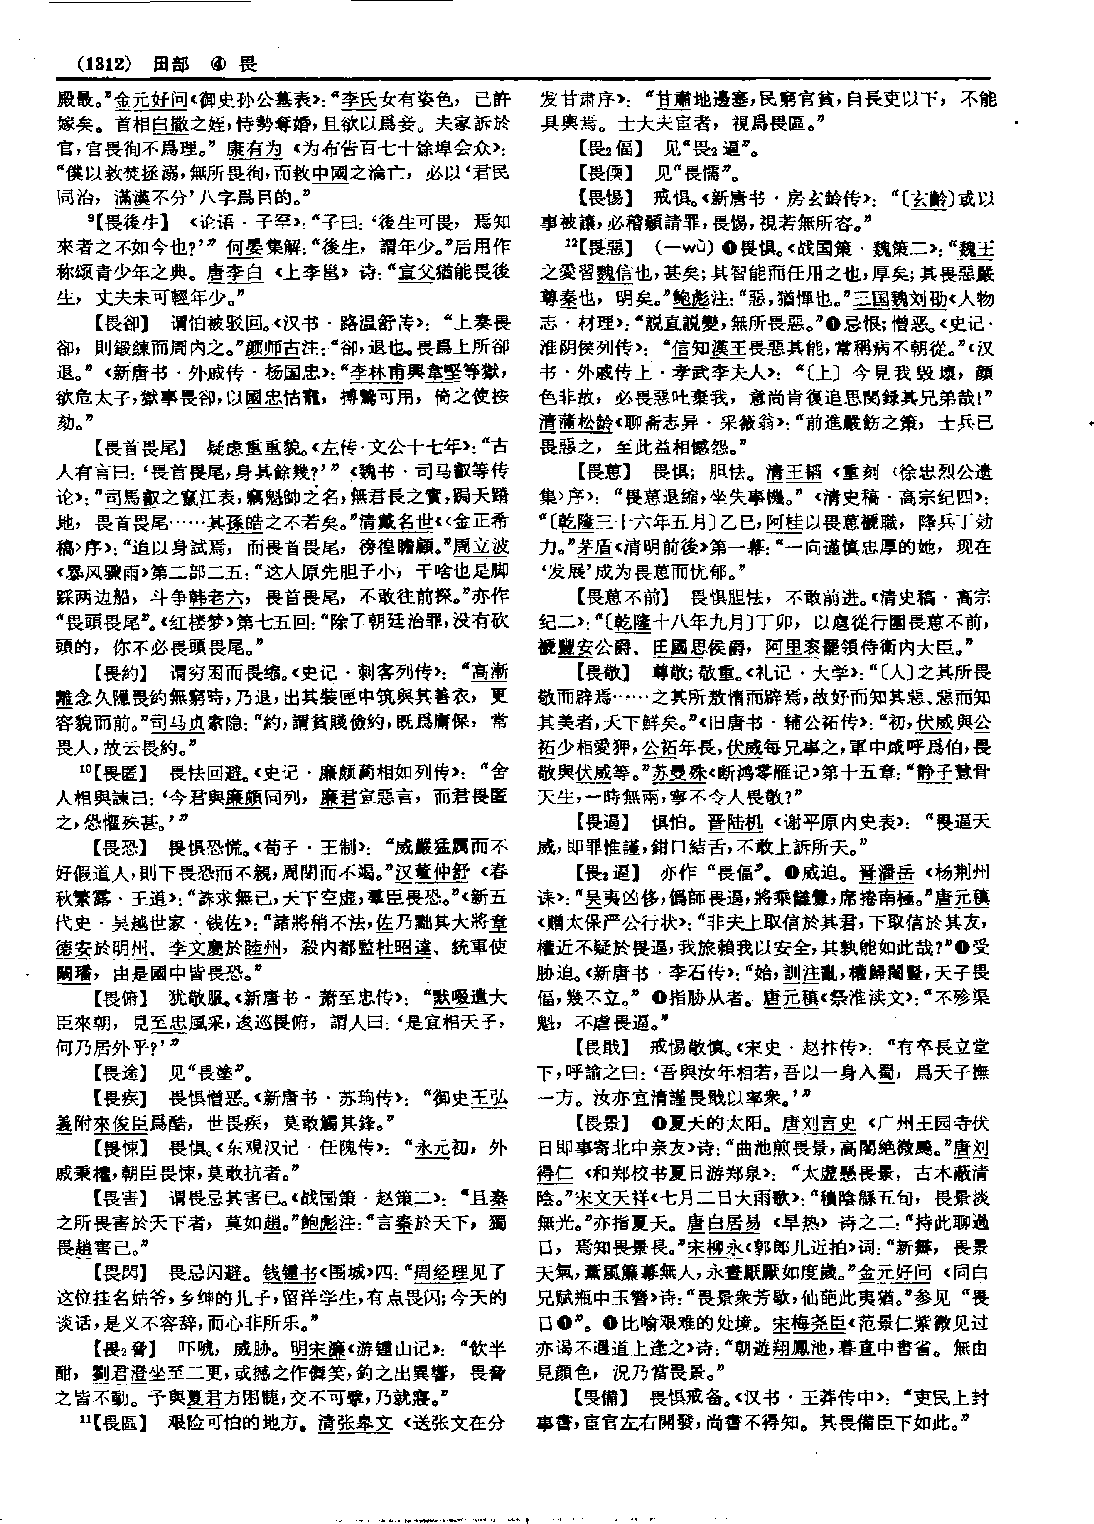 (1312) 田部 ④ 畏
殿最。”金元好问《御史孙公墓表》：“李氏女有姿色，已許
嫁矣。首相白撒之姪，恃勢奪婚，且欲以爲妾。夫家訴於
官，官畏徇不爲理。”康有为《为布告百七十餘埠会众》：
“僕以救焚拯溺，無所畏徇，而救中國之淪亡，必以‘君民
同治，滿漢不分’八字爲目的。”
9【畏後生】 《论语·子罕》：“子曰：‘後生可畏，焉知
來者之不如今也？’”何晏集解：“後生，謂年少。”后用作
称颂青少年之典。唐李白《上李邕》诗：“宣父猶能畏後
生，丈夫未可輕年少。”
【畏卻】 谓怕被驳回。《汉书·路温舒传》：“上奏畏
卻，則鍛練而周内之。”颜师古注：“卻，退也。畏爲上所卻
退。”《新唐书·外戚传·杨国忠》：“李林甫興韋堅等獄，
欲危太子，獄事畏卻，以國忠怙寵，搏鷙可用，倚之使按
劾。”
【畏首畏尾】 疑虑重重貌。《左传·文公十七年》：“古
人有言曰：‘畏首畏尾，身其餘幾？’”《魏书·司马叡等传
论》：“司馬叡之竄江表，竊魁帥之名，無君長之實，跼天蹐
地，畏首畏尾……其孫皓之不若矣。”清戴名世《〈金正希
稿〉序》：“追以身試焉，而畏首畏尾，徬徨瞻顧。”周立波
《暴风骤雨》第二部二五：“这人原先胆子小，干啥也是脚
踩两边船，斗争韩老六，畏首畏尾，不敢往前探。”亦作
“畏頭畏尾”。《红楼梦》第七五回：“除了朝廷治罪，没有砍
頭的，你不必畏頭畏尾。”
【畏約】 谓穷困而畏缩。《史记·刺客列传》：“高漸
離念久隱畏約無窮時，乃退，出其裝匣中筑與其善衣，更
容貌而前。”司马贞索隐：“約，謂貧賤儉約，既爲庸保，常
畏人，故云畏約。”
10【畏匿】 畏怯回避。《史记·廉颇蔺相如列传》：“舍
人相與諫曰：‘今君與廉頗同列，廉君宣惡言，而君畏匿
之，恐懼殊甚。’”
【畏恐】 畏惧恐慌。《荀子·王制》：“威嚴猛厲而不
好假道人，則下畏恐而不親，周閉而不竭。”汉董仲舒《春
秋繁露·王道》：“誅求無已，天下空虚，羣臣畏恐。”《新五
代史·吴越世家·钱佐》：“諸將稍不法，佐乃黜其大將章
德安於明州、李文慶於睦州，殺内都監杜昭達、統軍使
闞璠，由是國中皆畏恐。”
【畏俯】 犹敬服。《新唐书·萧至忠传》：“默啜遣大
臣來朝，見至忠風采，逡巡畏俯，謂人曰：‘是宜相天子，
何乃居外乎？’”
【畏途】 见“畏塗”。
【畏疾】 畏惧憎恶。《新唐书·苏珦传》：“御史王弘
義附來俊臣爲酷，世畏疾，莫敢觸其鋒。”
【畏悚】 畏惧。《东观汉记·任隗传》：“永元初，外
戚秉權，朝臣畏悚，莫敢抗者。”
【畏害】 谓畏忌其害己。《战国策·赵策二》：“且秦
之所畏害於天下者，莫如趙。”鲍彪注：“言秦於天下，獨
畏趙害己。”
【畏閃】 畏忌闪避。钱锺书《围城》四：“周经理见了
这位挂名姑爷，乡绅的儿子，留洋学生，有点畏闪；今天的
谈话，是义不容辞，而心非所乐。”
【畏2脅】 吓唬，威胁。明宋濂《游锺山记》：“飲半
酣，劉君澄坐至二更，或撼之作儛笑，釣之出異響，畏脅
之皆不動。予與夏君方困睫，交不可擘，乃就寢。”
11【畏區】 艰险可怕的地方。清张皋文《送张文在分
发甘肃序》：“甘肅地邊塞，民窮官貧，自長吏以下，不能
具輿焉。士大夫宦者，視爲畏區。”
【畏2偪】 见“畏2逼”。
【畏偄】 见“畏懦”。
【畏惕】 戒惧。《新唐书·房玄龄传》：“〔玄齡〕或以
事被讓，必稽顙請罪，畏惕，視若無所容。”
12【畏惡】 （－wù）❶畏惧。《战国策·魏策二》：“魏王
之愛習魏信也，甚矣；其智能而任用之也，厚矣；其畏惡嚴
尊秦也，明矣。”鲍彪注：“惡，猶憚也。”三国魏刘劭《人物
志·材理》：“説直説變，無所畏惡。”❷忌恨；憎恶。《史记·
淮阴侯列传》：“信知漢王畏惡其能，常稱病不朝從。”《汉
书·外戚传上·孝武李夫人》：“〔上〕今見我毁壞，顔
色非故，必畏惡吐棄我，意尚肯復追思閔録其兄弟哉！”
清蒲松龄《聊斋志异·采薇翁》：“前進嚴飭之策，士兵已
畏惡之，至此益相憾怨。”
【畏葸】 畏惧；胆怯。清王韬《重刻〈徐忠烈公遗
集〉序》：“畏葸退縮，坐失事機。”《清史稿·高宗纪四》：
“〔乾隆三十六年五月〕乙巳，阿桂以畏葸褫職，降兵丁効
力。”茅盾《清明前後》第一幕：“一向谨慎忠厚的她，现在
‘发展’成为畏葸而忧郁。”
【畏葸不前】 畏惧胆怯，不敢前进。《清史稿·高宗
纪二》：“〔乾隆十八年九月〕丁卯，以扈從行圍畏葸不前，
褫豐安公爵、田國恩侯爵，阿里衮罷領侍衛内大臣。”
【畏敬】 尊敬；敬重。《礼记·大学》：“〔人〕之其所畏
敬而辟焉……之其所敖惰而辟焉，故好而知其惡、惡而知
其美者，天下鮮矣。”《旧唐书·辅公祏传》：“初，伏威與公
祏少相愛狎，公祏年長，伏威每兄事之，軍中咸呼爲伯，畏
敬與伏威等。”苏曼殊《断鸿零雁记》第十五章：“静子慧骨
天生，一時無兩，寧不令人畏敬？”
【畏逼】 惧怕。晋陆机《谢平原内史表》：“畏逼天
威，即罪惟謹，鉗口結舌，不敢上訴所天。”
【畏2逼】 亦作“畏偪”。❶威迫。晋潘岳《杨荆州
诔》：“吴夷凶侈，僞師畏逼，將乘讎釁，席捲南極。”唐元稹
《赠太保严公行状》：“非夫上取信於其君，下取信於其友，
權近不疑於畏逼，我旅賴我以安全，其孰能如此哉？”❷受
胁迫。《新唐书·李石传》：“始，訓注亂，權歸閹豎，天子畏
偪，幾不立。”❸指胁从者。唐元稹《祭淮渎文》：“不殄渠
魁，不虐畏逼。”
【畏戢】 戒惕敬慎。《宋史·赵抃传》：“有卒長立堂
下，呼諭之曰：‘吾與汝年相若，吾以一身入蜀，爲天子撫
一方。汝亦宜清謹畏戢以率衆。’”
【畏景】 ❶夏天的太阳。唐刘言史《广州王园寺伏
日即事寄北中亲友》诗：“曲池煎畏景，高閣絶微飈。”唐刘
得仁《和郑校书夏日游郑泉》：“太虚懸畏景，古木蔽清
陰。”宋文天祥《七月二日大雨歌》：“積陰緜五旬，畏景淡
無光。”亦指夏天。唐白居易《旱热》诗之二：“持此聊過
日，焉知畏景長。”宋柳永《郭郎儿近拍》词：“新篘，畏景
天氣，薰風簾幕無人，永晝厭厭如度歲。”金元好问《同白
兄赋瓶中玉簪》诗：“畏景衆芳歇，仙葩此夷猶。”参见“畏
日❶”。❷比喻艰难的处境。宋梅尧臣《范景仁紫微见过
亦谒不遇道上逢之》诗：“朝遊翔鳳池，暮直中書省。無由
見顔色，況乃當畏景。”
【畏備】 畏惧戒备。《汉书·王莽传中》：“吏民上封
事書，宦官左右開發，尚書不得知。其畏備臣下如此。”